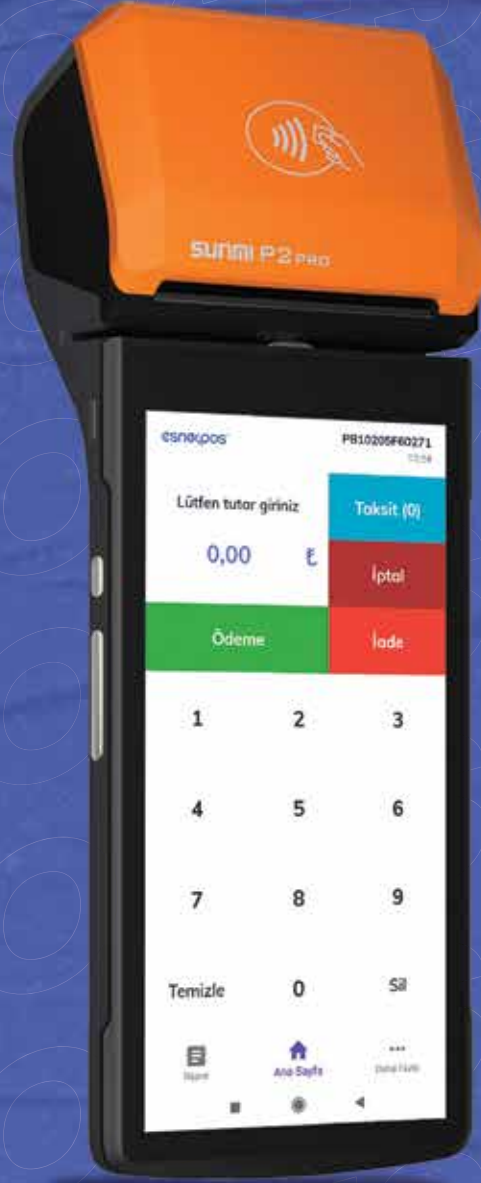 SUNMI P2 PRO
esnekpos
PB10205F60271
Lütfen tutar giriniz
Taksit (0)
0,00 ₺
İptal
Ödeme
İade
1 2 3
4 5 6
7 8 9
Temizle 0 Sil
Ana Sayfa